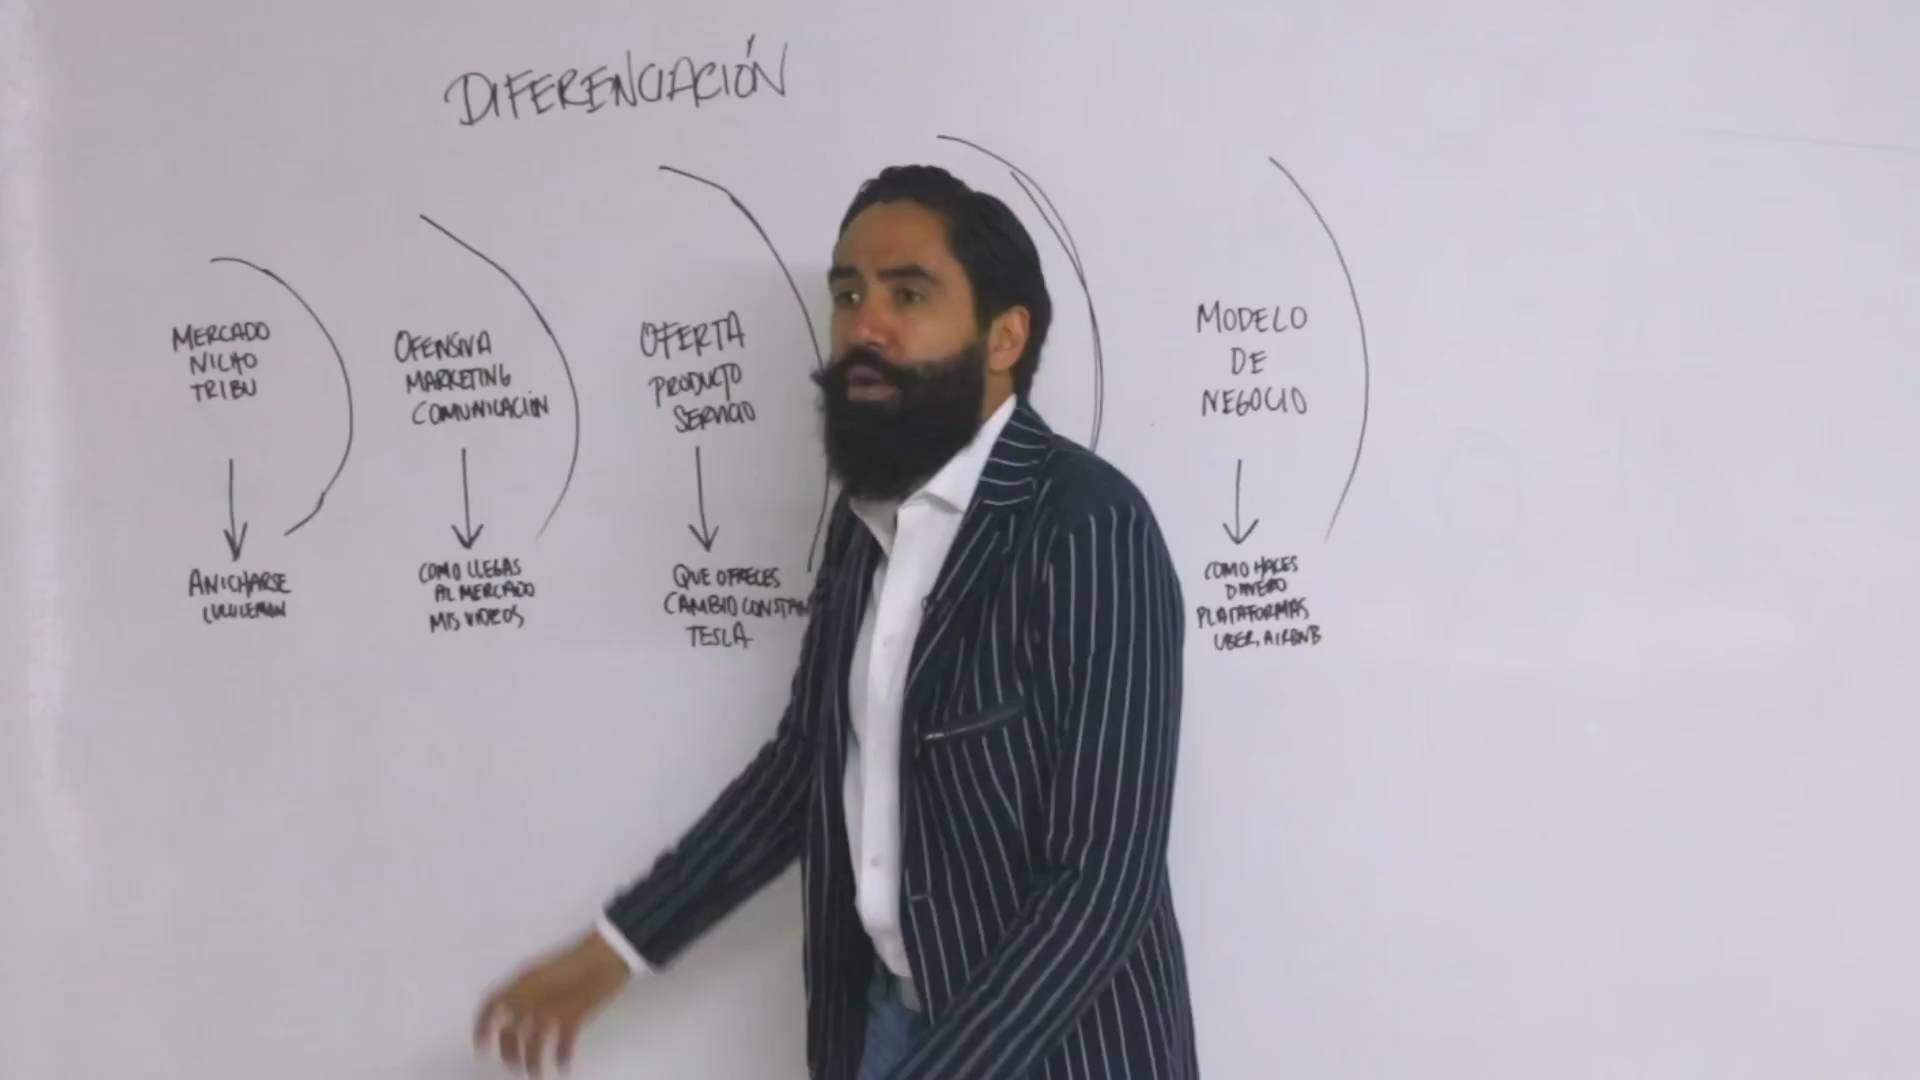 DIFERENCIACIÓN
MERCADO
NICHO
TRIBU
ANICHARSE
LULULEMON
OFENSIVA
MARKETING
COMUNICACIÓN
COMO LLEGAS
AL MERCADO
MIS VIDEOS
OFERTA
PRODUCTO
SERVICIO
QUE OFRECES
CAMBIO CONSTAN
TESLA
MODELO
DE
NEGOCIO
COMO HACES
DINERO
PLATAFORMAS
UBER, AIRBNB